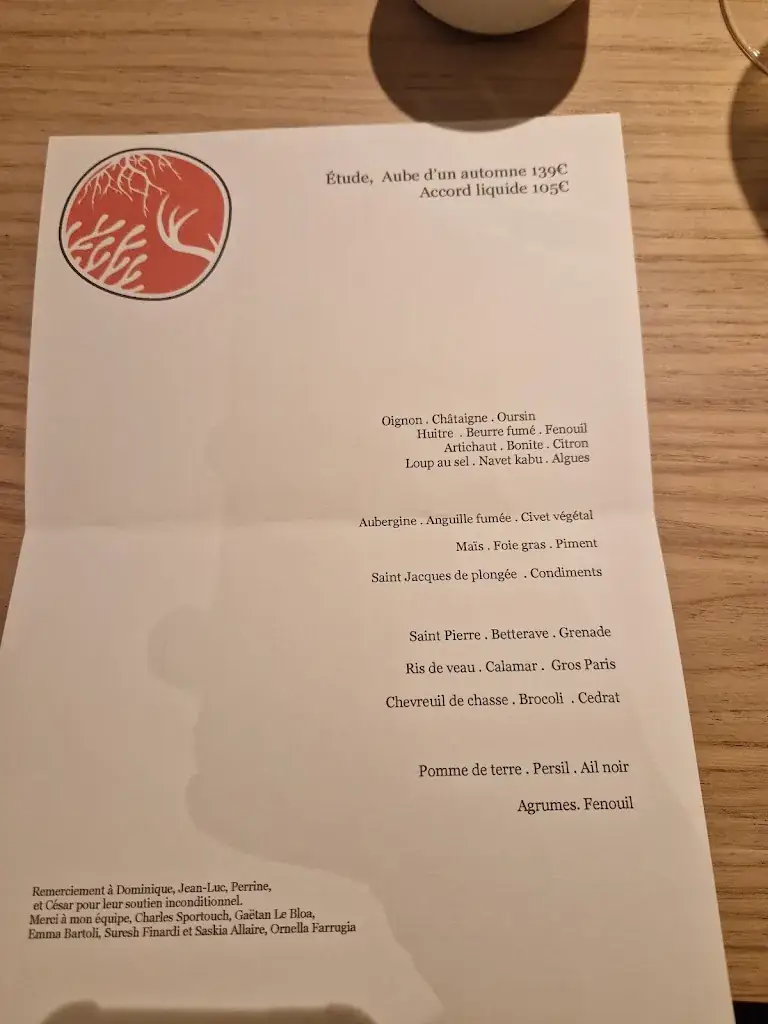 Étude, Aube d'un automne 139€
Accord liquide 105€
Oignon . Châtaigne . Oursin
Huitre . Beurre fumé . Fenouil
Artichaut . Bonite . Citron
Loup au sel . Navet kabu . Algues
Aubergine . Anguille fumée . Civet végétal
Maïs . Foie gras . Piment
Saint Jacques de plongée . Condiments
Saint Pierre . Betterave . Grenade
Ris de veau . Calamar . Gros Paris
Chevreuil de chasse . Brocoli . Cedrat
Pomme de terre . Persil . Ail noir
Agrumes. Fenouil
Remerciement à Dominique, Jean-Luc, Perrine,
et César pour leur soutien inconditionnel.
Merci à mon équipe, Charles Sportouch, Gaëtan Le Bloa,
Emma Bartoli, Suresh Finardi et Saskia Allaire, Ornella Farrugia